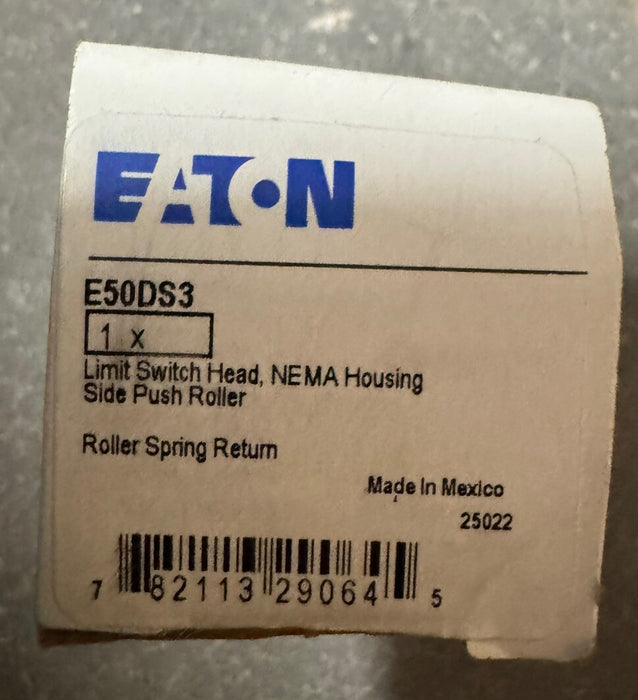 EATON
E50DS3
1 x
Limit Switch Head, NEMA Housing
Side Push Roller
Roller Spring Return
Made In Mexico
25022
7 82113 29064 5